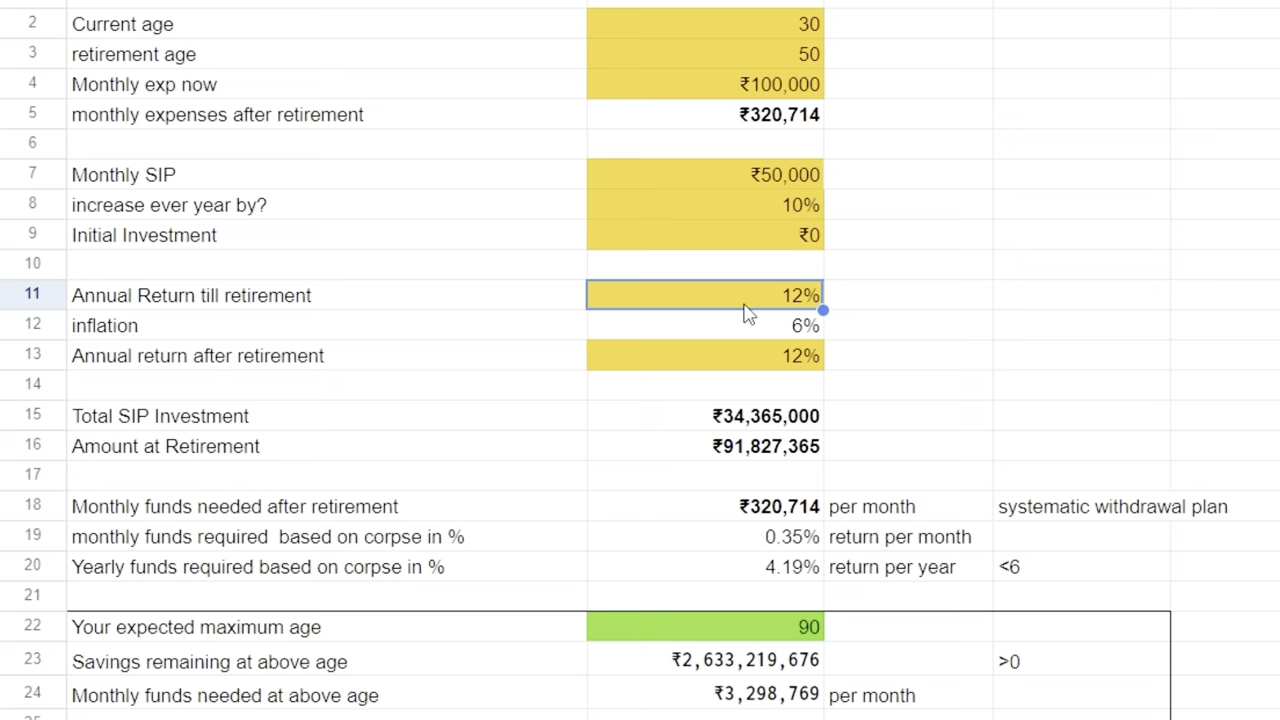 2 Current age 30
3 retirement age 50
4 Monthly exp now ₹100,000
5 monthly expenses after retirement ₹320,714
6
7 Monthly SIP ₹50,000
8 increase ever year by? 10%
9 Initial Investment ₹0
10
11 Annual Return till retirement 12%
12 inflation 6%
13 Annual return after retirement 12%
14
15 Total SIP Investment ₹34,365,000
16 Amount at Retirement ₹91,827,365
17
18 Monthly funds needed after retirement ₹320,714 per month systematic withdrawal plan
19 monthly funds required  based on corpse in % 0.35% return per month
20 Yearly funds required based on corpse in % 4.19% return per year <6
21
22 Your expected maximum age 90
23 Savings remaining at above age ₹2,633,219,676 >0
24 Monthly funds needed at above age ₹3,298,769 per month